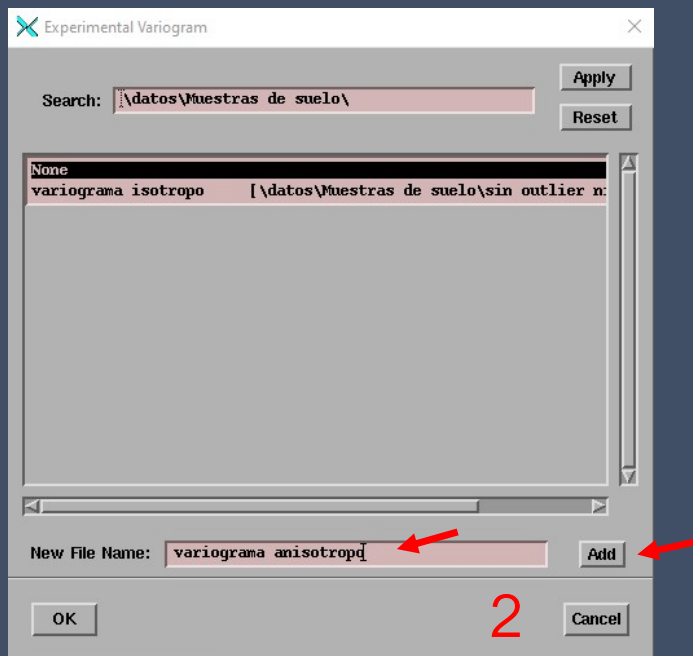 Experimental Variogram
Apply
Search: \datos\Muestras de suelo\
Reset
None
variograma isotropo [\datos\Muestras de suelo\sin outlier
New File Name: variograma anisotropo
Add
OK
2
Cancel